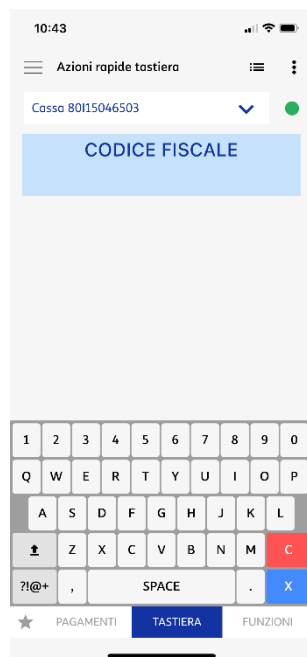 10:43
Azioni rapide tastiera
Cassa 80I15046503
CODICE FISCALE
1 2 3 4 5 6 7 8 9 0
Q W E R T Y U I O P
A S D F G H J K L
Z X C V B N M C
?!@+ , SPACE . X
PAGAMENTI TASTIERA FUNZIONI